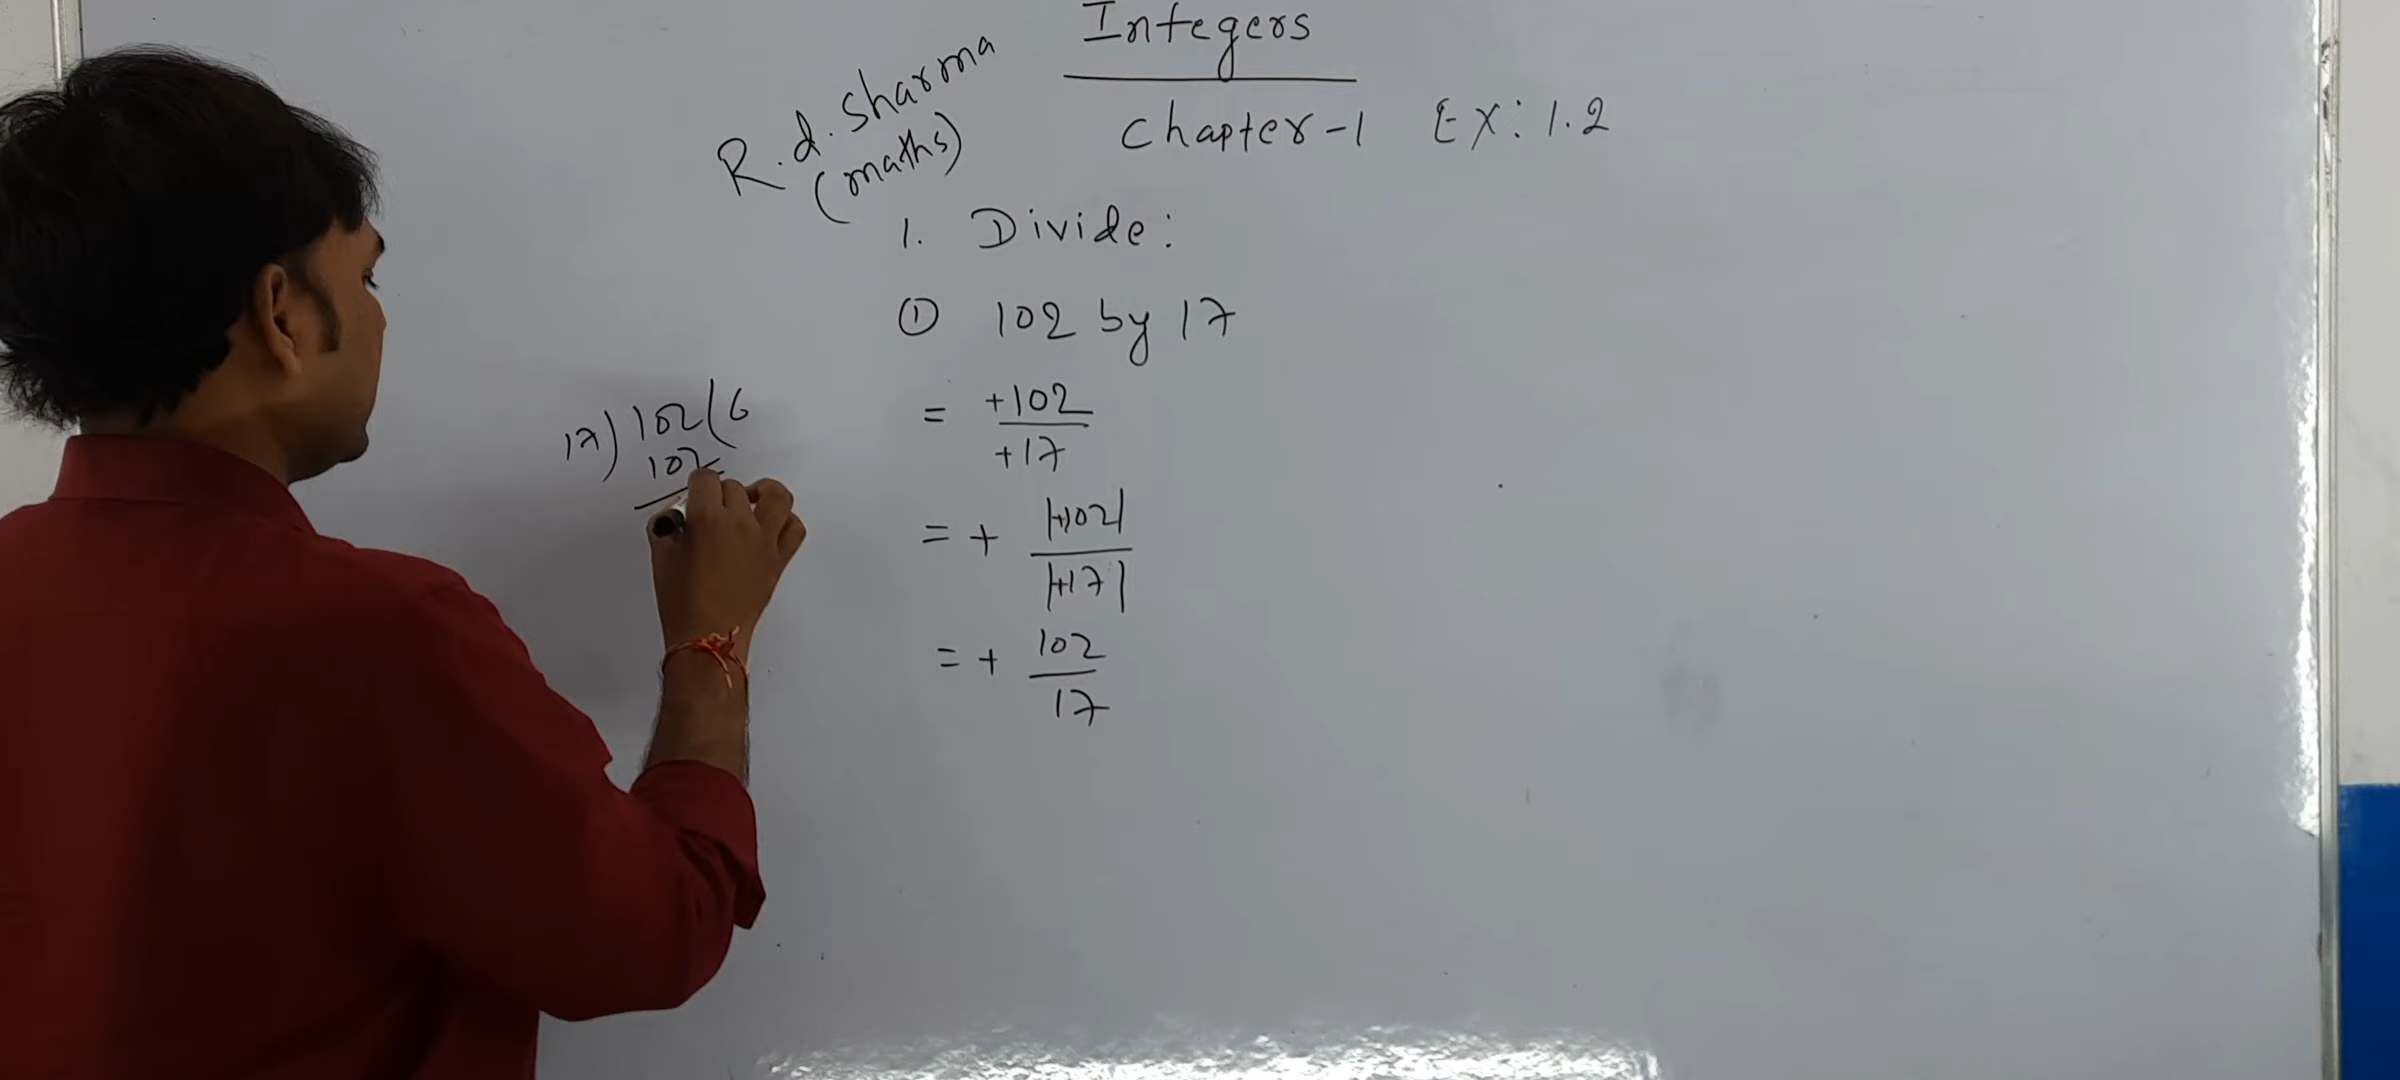 Integers
R.d. Sharma
(maths)
Chapter-1 EX: 1.2
1. Divide:
① 102 by 17
17) 102 (6
102
= +102
+17
= + |+102|
|+17|
= + 102
17